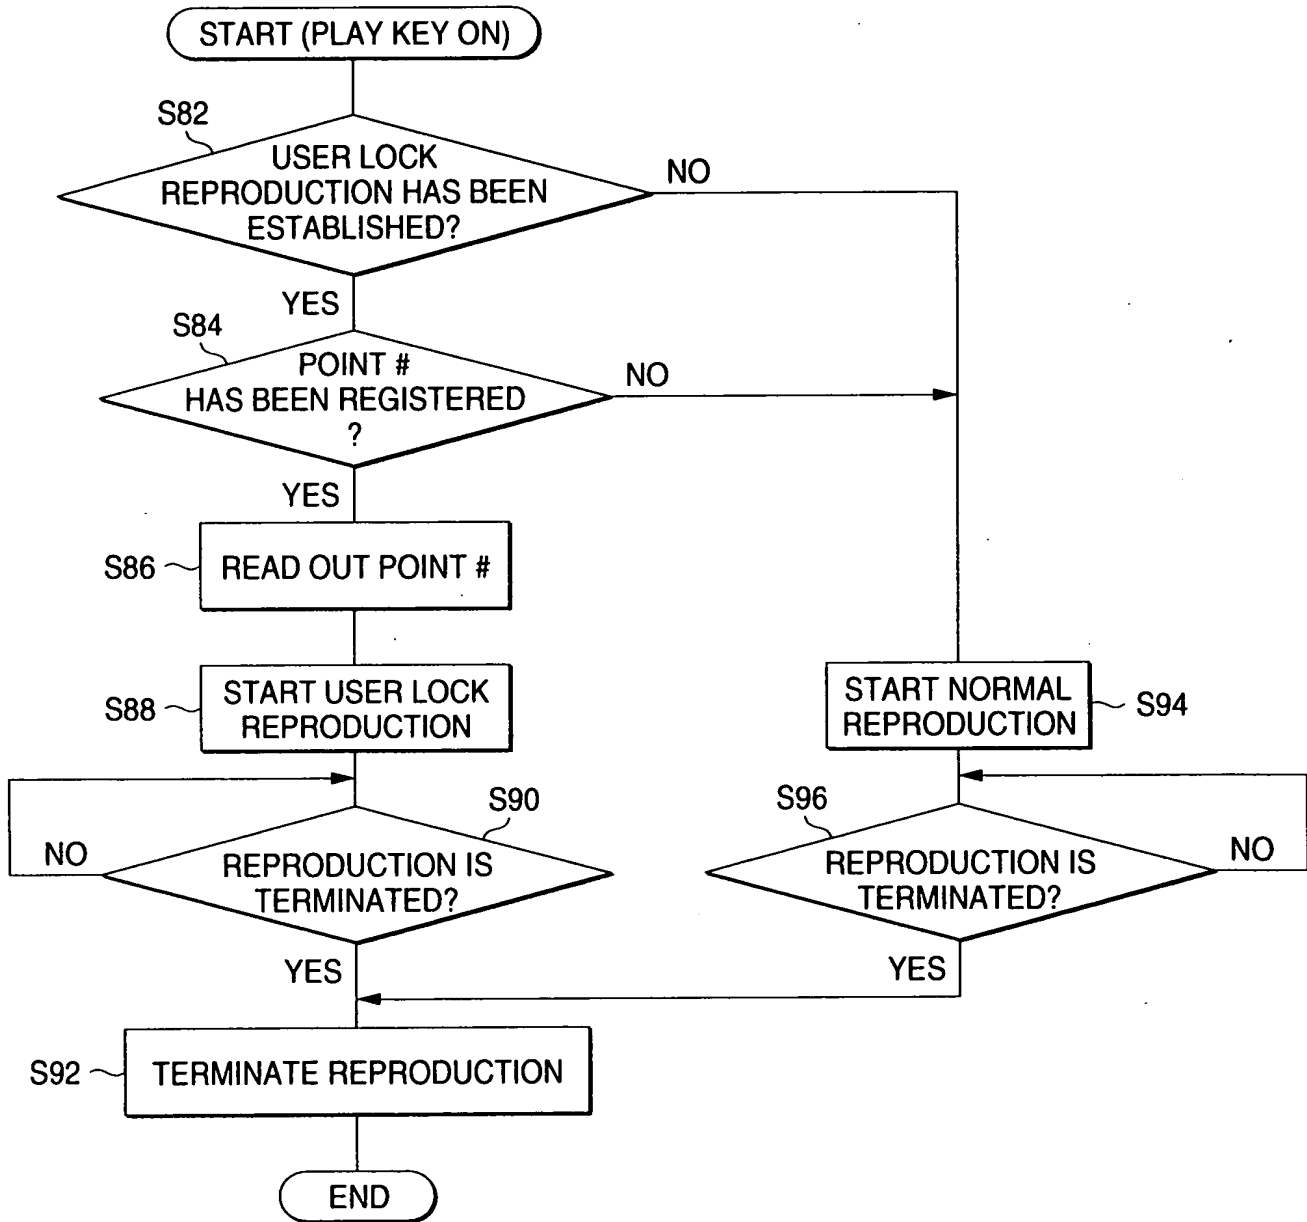 START (PLAY KEY ON)
S82
USER LOCK
REPRODUCTION HAS BEEN
ESTABLISHED?
NO
YES
S84
POINT #
HAS BEEN REGISTERED
?
NO
YES
S86
READ OUT POINT #
S88
START USER LOCK
REPRODUCTION
START NORMAL
REPRODUCTION
S94
S90
REPRODUCTION IS
TERMINATED?
NO
YES
S96
REPRODUCTION IS
TERMINATED?
NO
YES
S92
TERMINATE REPRODUCTION
END